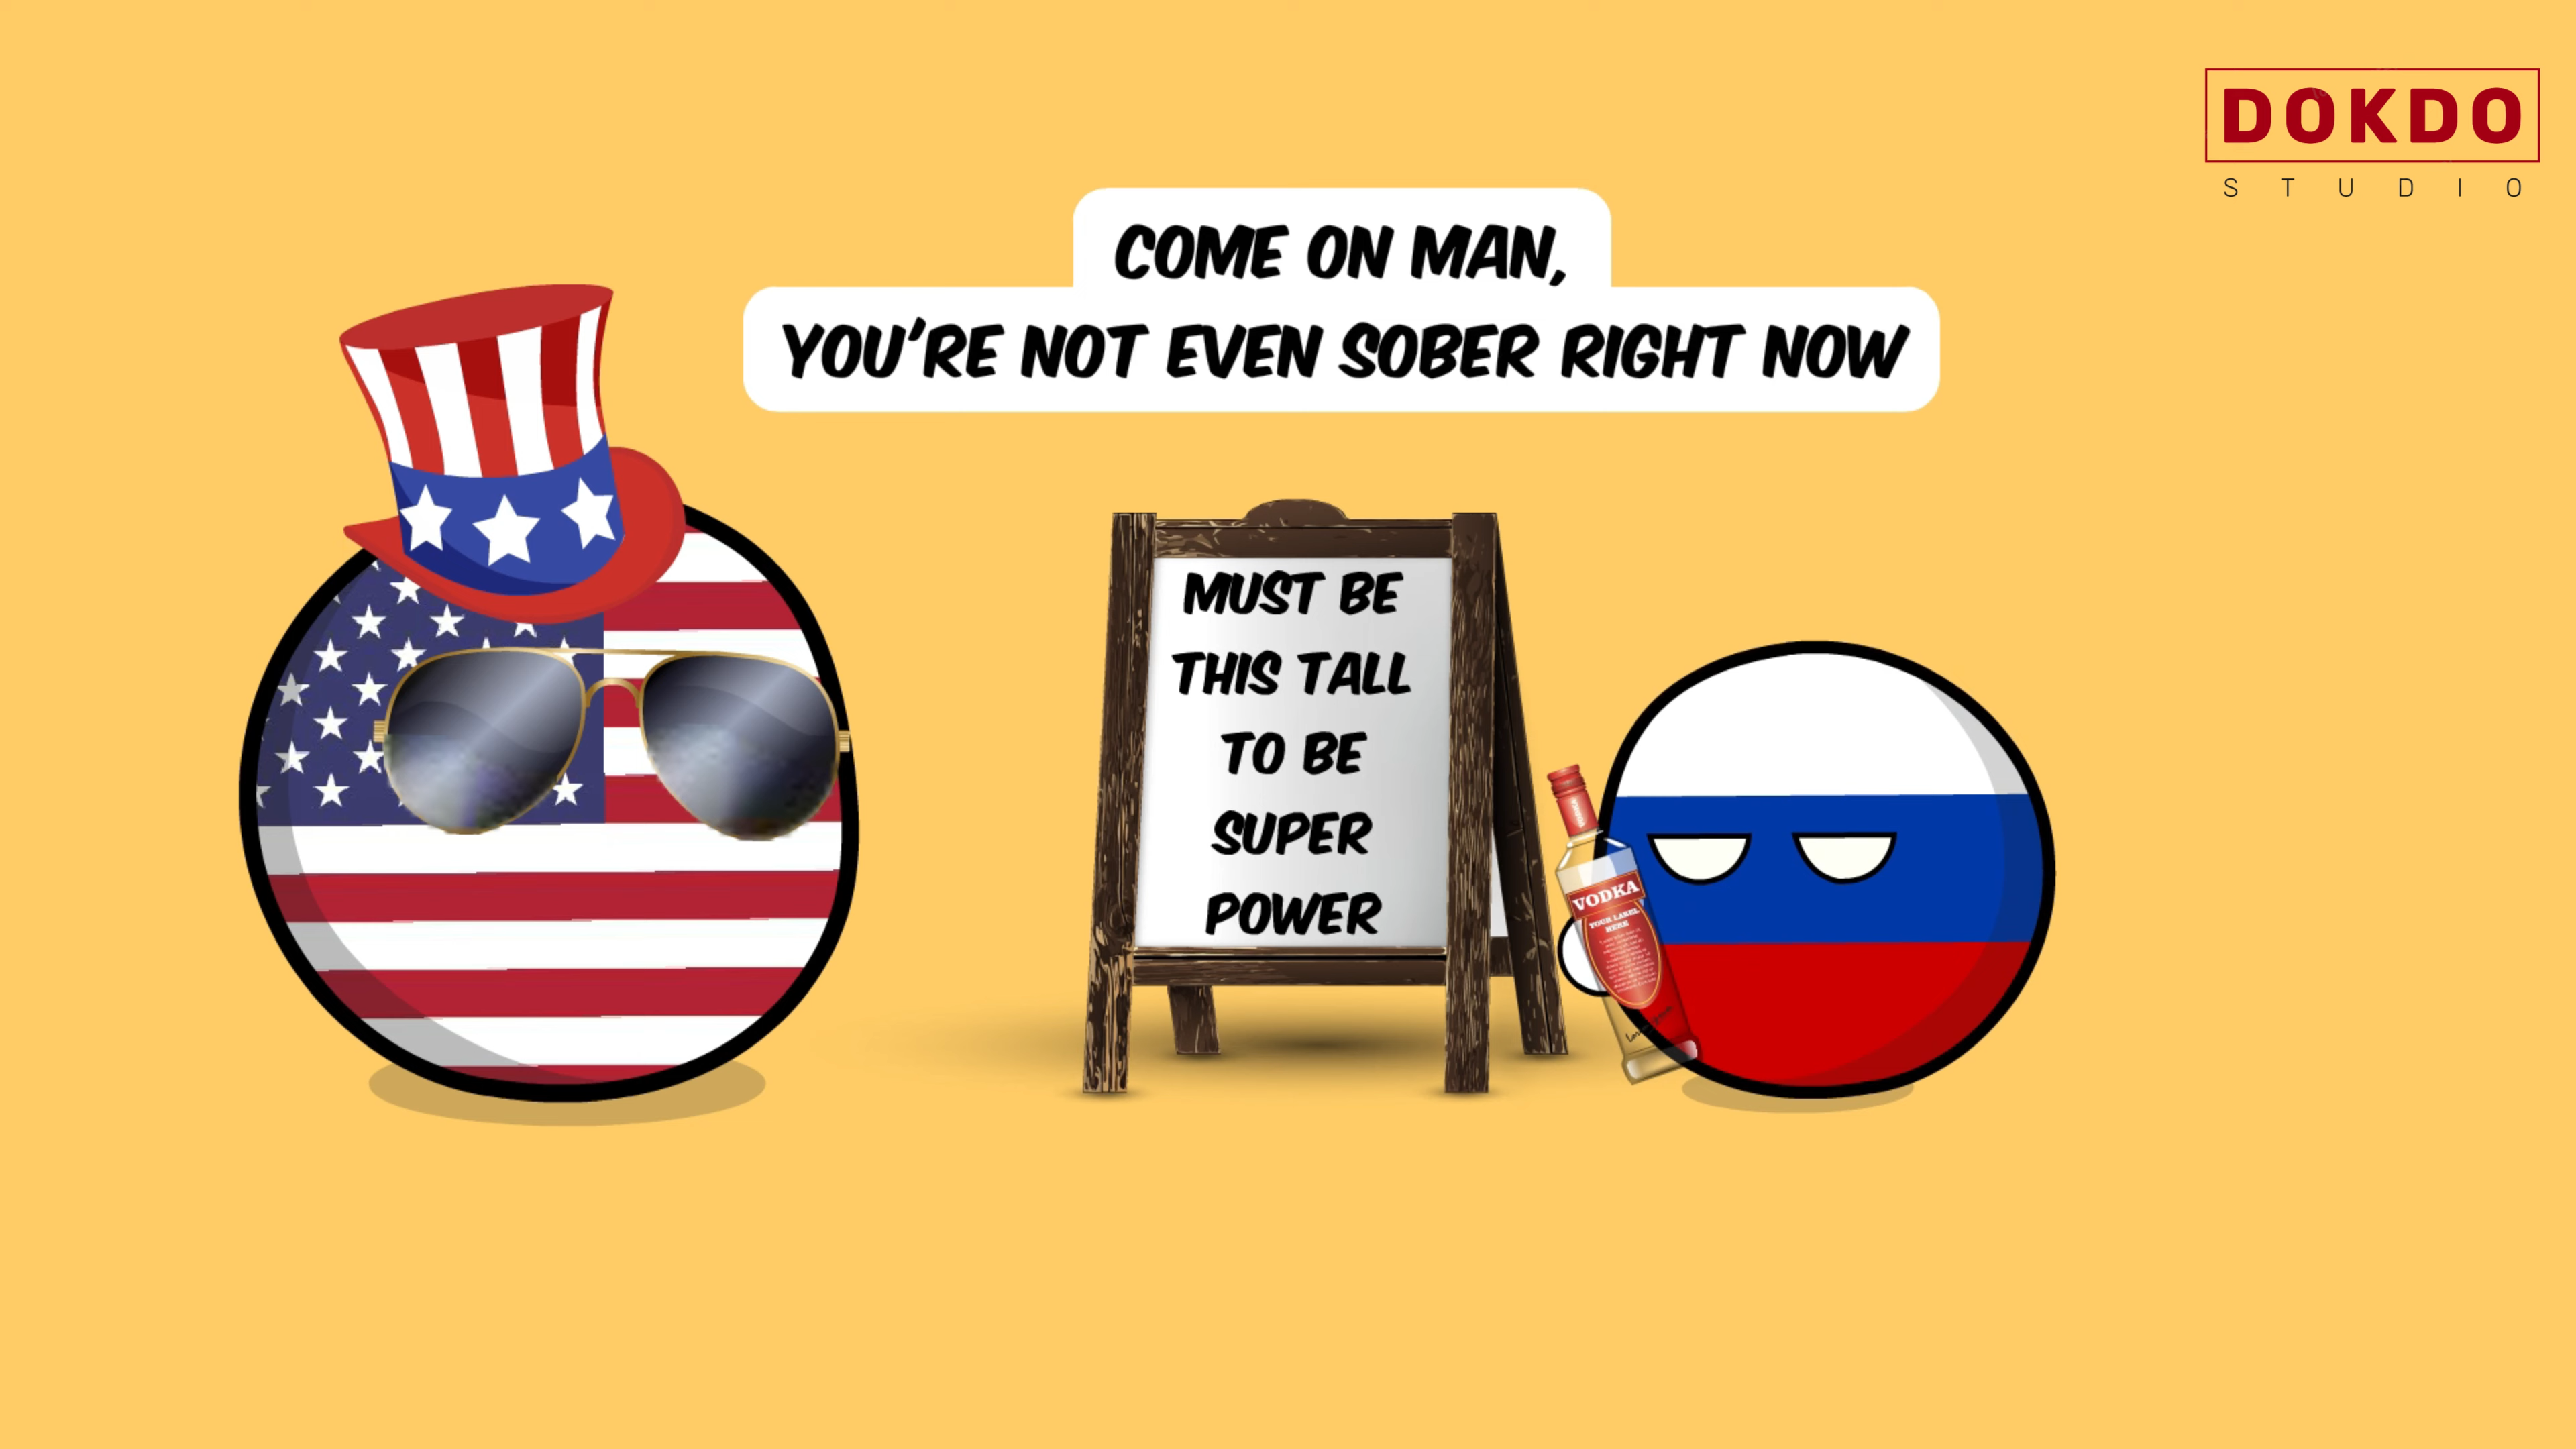 DOKDO
STUDIO
COME ON MAN,
YOU'RE NOT EVEN SOBER RIGHT NOW
MUST BE
THIS TALL
TO BE
SUPER
POWER
VODKA
YOUR LABEL
HERE